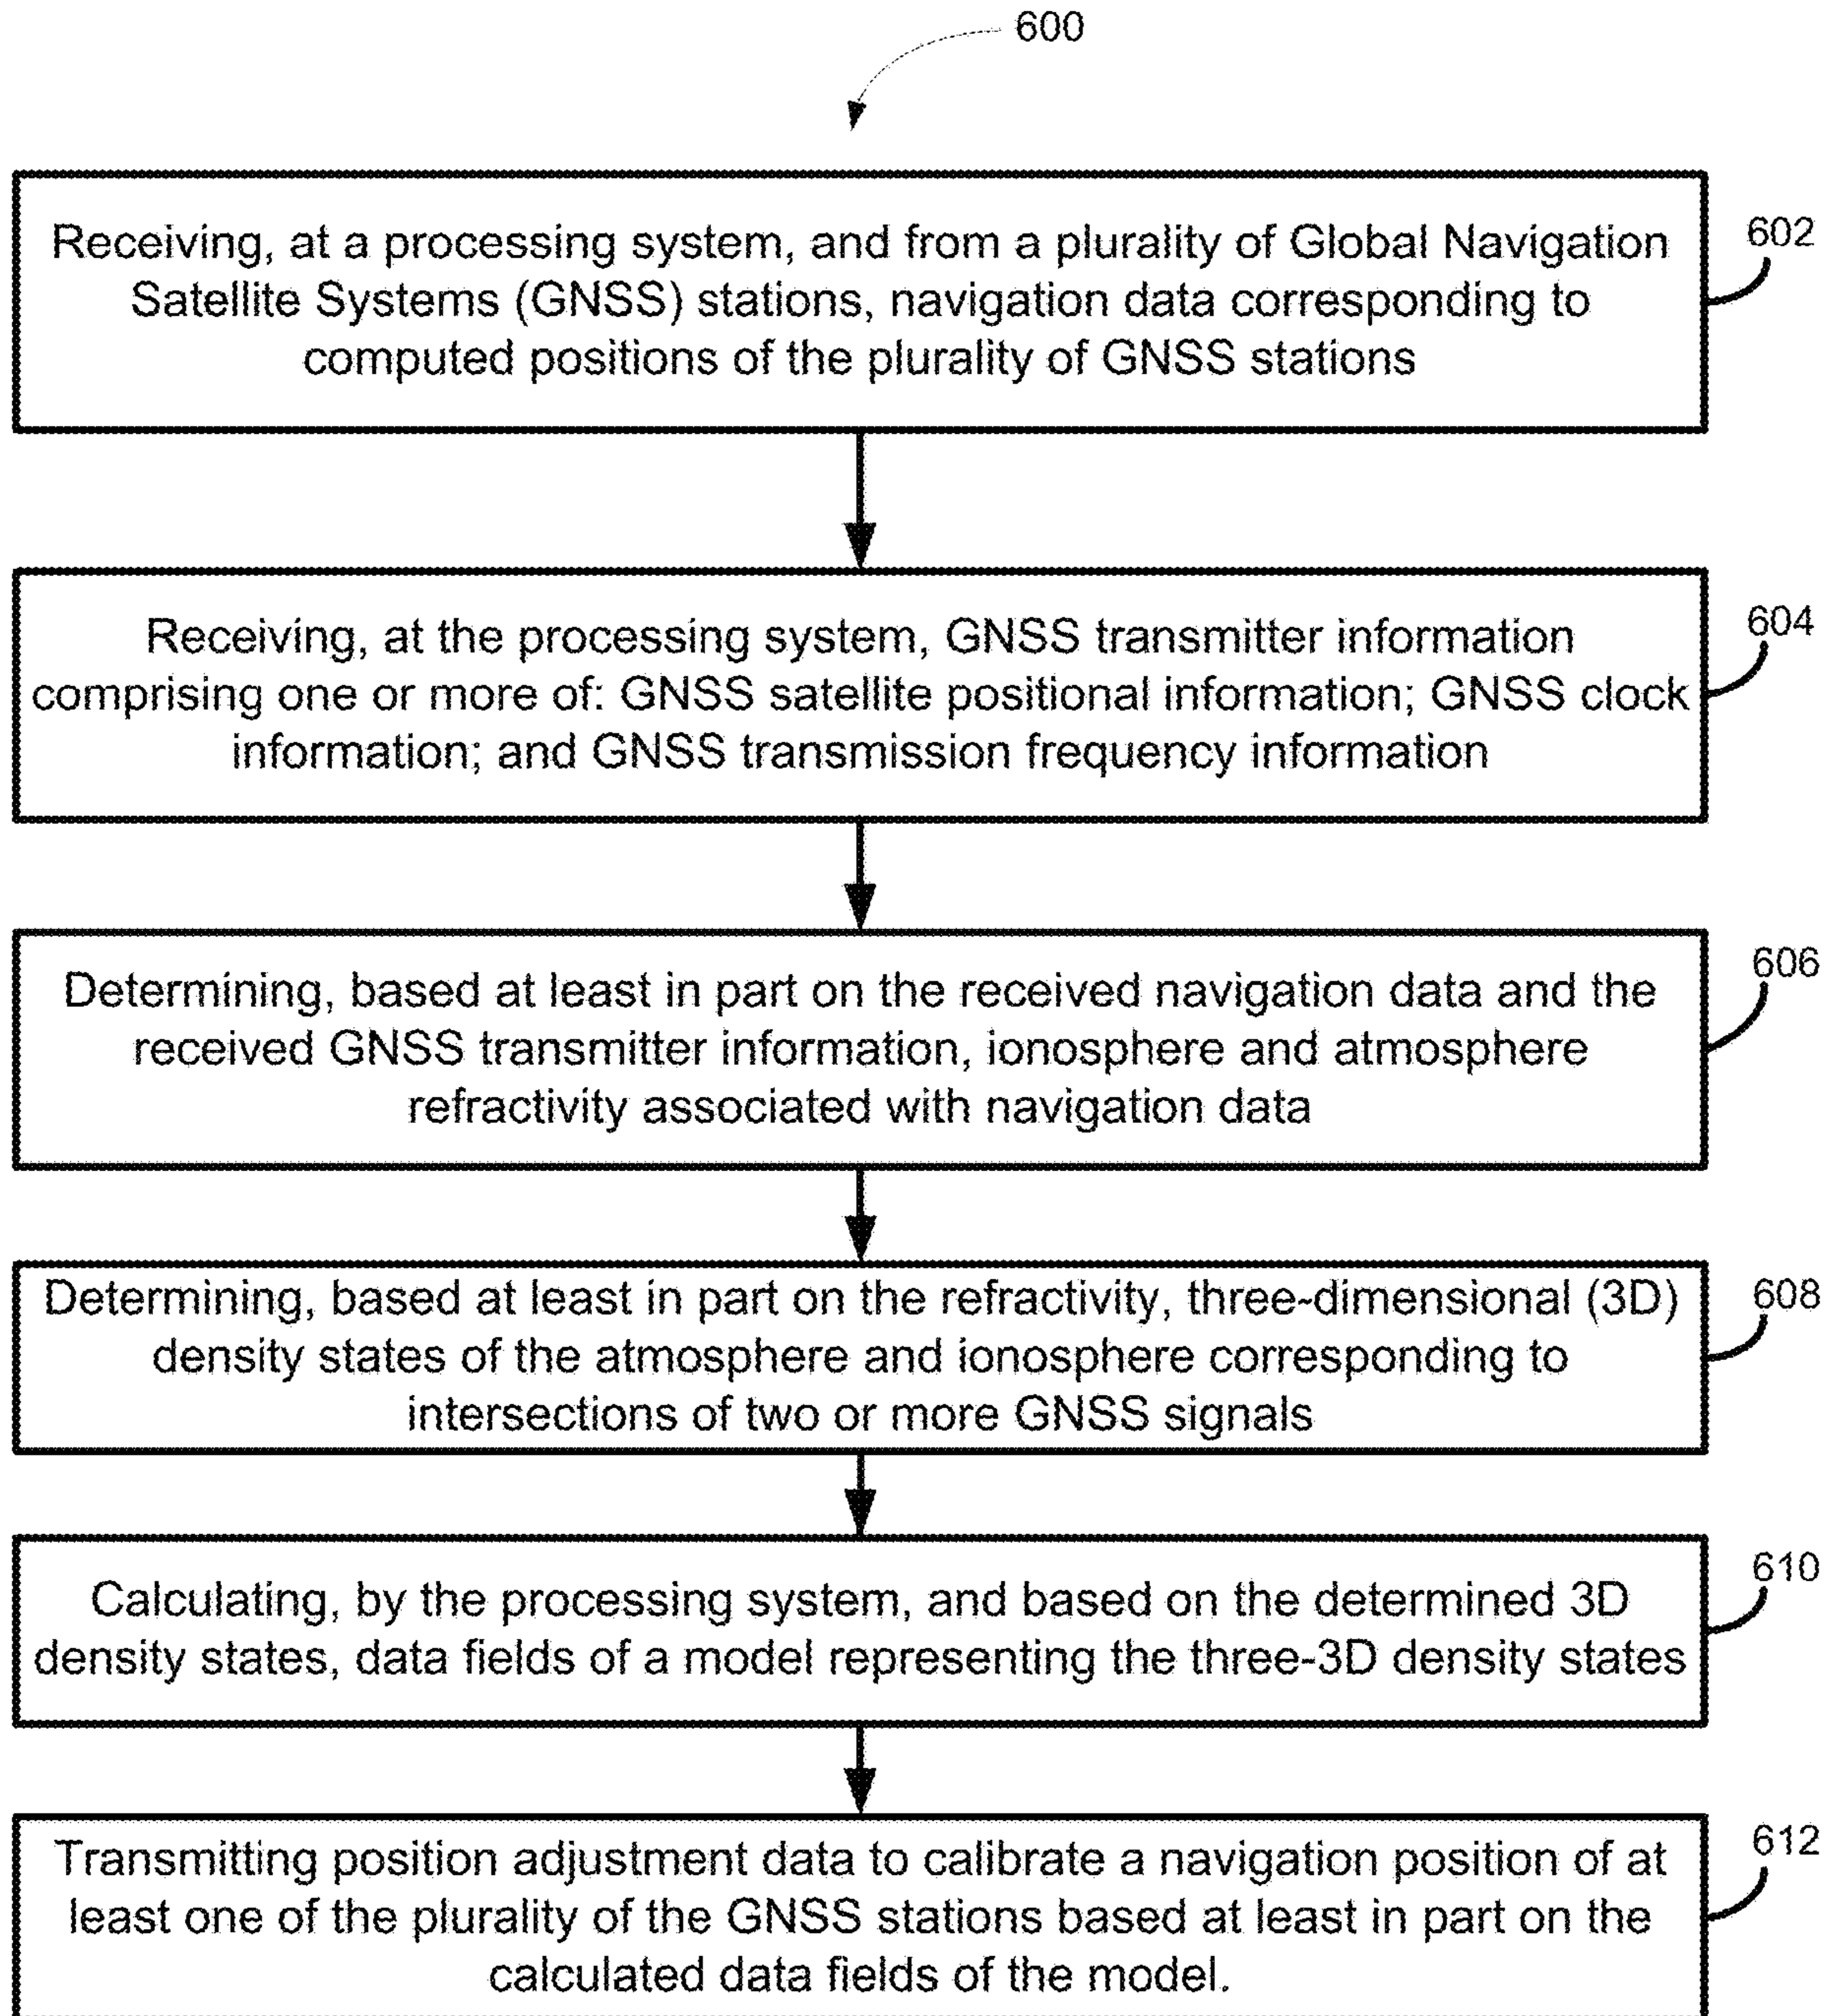 600
Receiving, at a processing system, and from a plurality of Global Navigation
Satellite Systems (GNSS) stations, navigation data corresponding to
computed positions of the plurality of GNSS stations
602
Receiving, at the processing system, GNSS transmitter information
comprising one or more of: GNSS satellite positional information; GNSS clock
information; and GNSS transmission frequency information
604
Determining, based at least in part on the received navigation data and the
received GNSS transmitter information, ionosphere and atmosphere
refractivity associated with navigation data
606
Determining, based at least in part on the refractivity, three-dimensional (3D)
density states of the atmosphere and ionosphere corresponding to
intersections of two or more GNSS signals
608
Calculating, by the processing system, and based on the determined 3D
density states, data fields of a model representing the three-3D density states
610
Transmitting position adjustment data to calibrate a navigation position of at
least one of the plurality of the GNSS stations based at least in part on the
calculated data fields of the model.
612